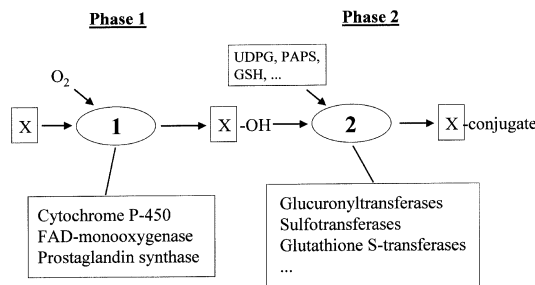 Phase 1
Phase 2
UDPG, PAPS,
GSH, ...
O2
X
1
X -OH
2
X -conjugate
Cytochrome P-450
FAD-monooxygenase
Prostaglandin synthase
Glucuronyltransferases
Sulfotransferases
Glutathione S-transferases
...